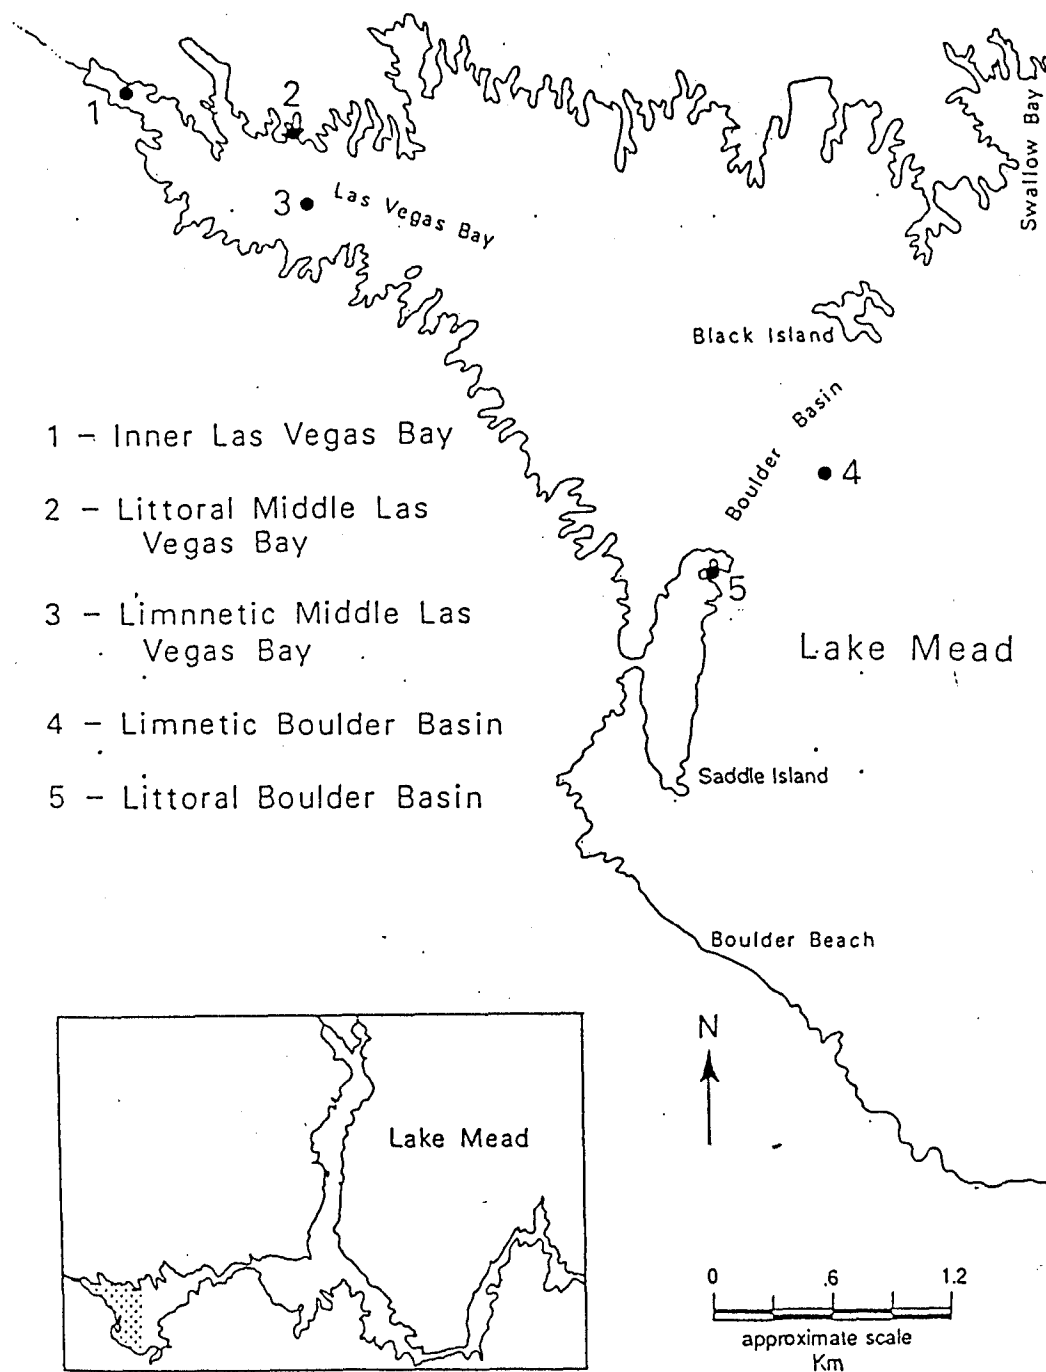 1
2
3
Las Vegas Bay
Swallow Bay
Black Island
Boulder Basin
4
5
1 - Inner Las Vegas Bay
2 - Littoral Middle Las
Vegas Bay
3 - Limnnetic Middle Las
Vegas Bay
4 - Limnetic Boulder Basin
5 - Littoral Boulder Basin
Lake Mead
Saddle Island
Boulder Beach
N
Lake Mead
0 .6 1.2
approximate scale
Km